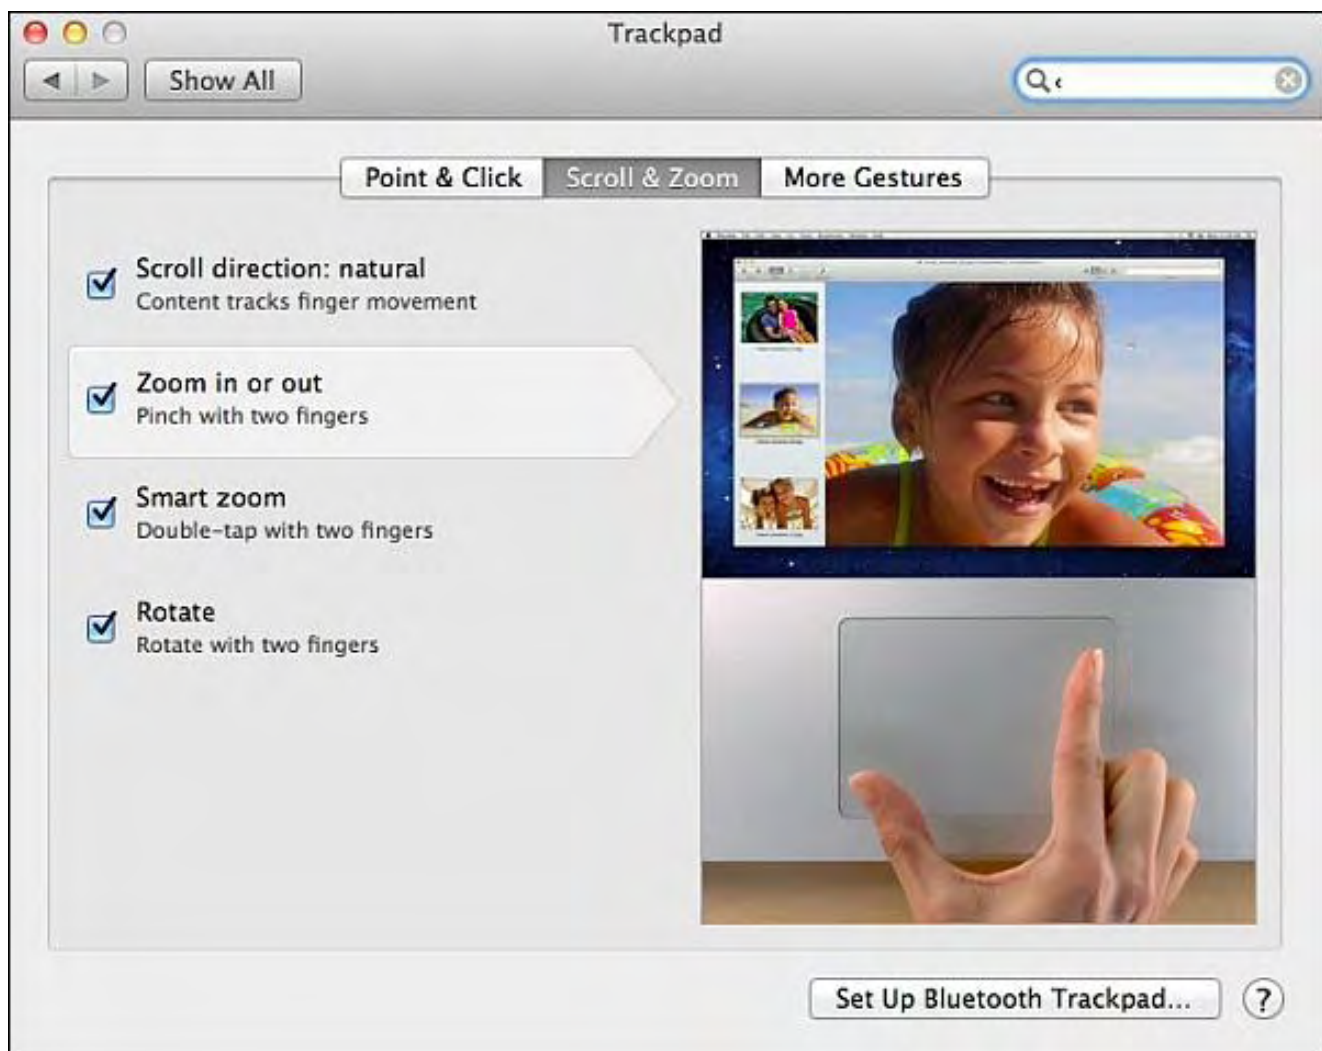 Trackpad
Show All
‹
Point & Click
Scroll & Zoom
More Gestures
Scroll direction: natural
Content tracks finger movement
Zoom in or out
Pinch with two fingers
Smart zoom
Double-tap with two fingers
Rotate
Rotate with two fingers
Set Up Bluetooth Trackpad...
?